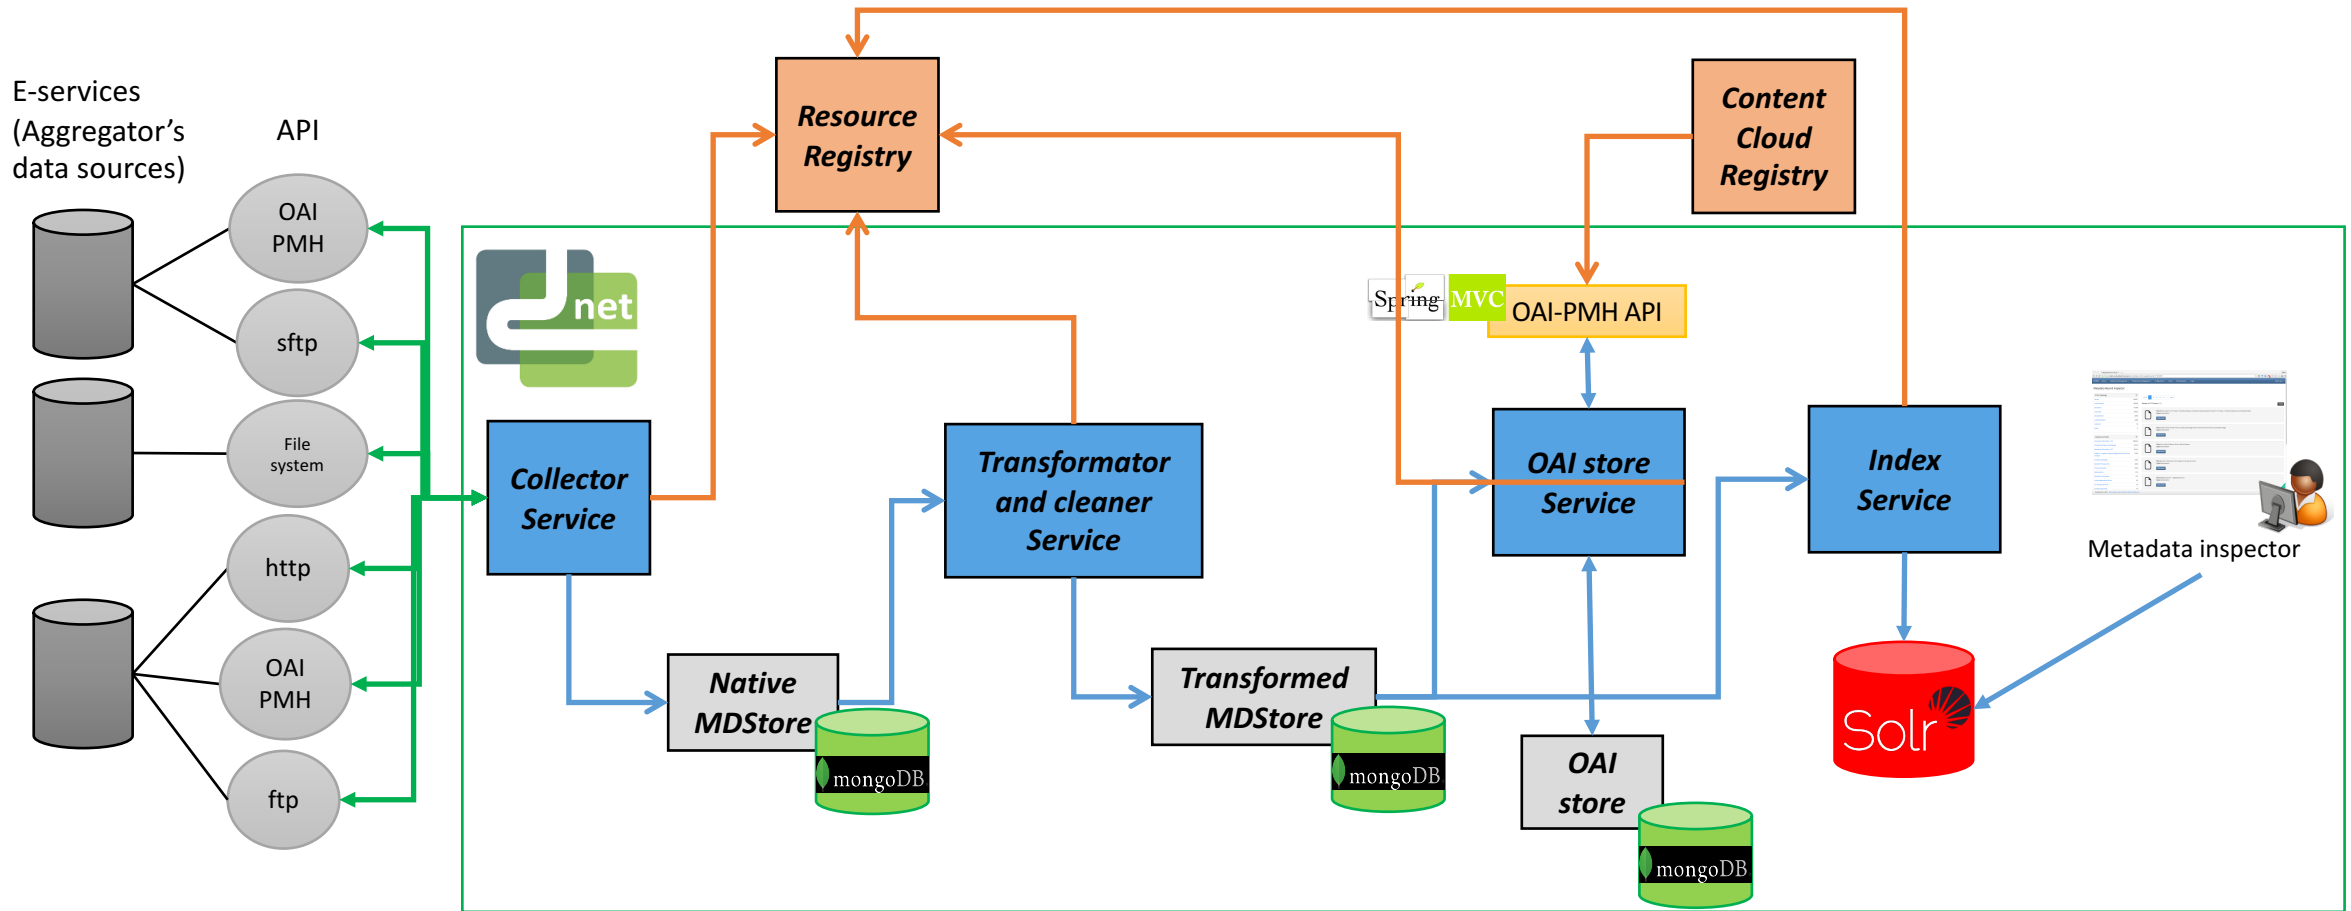 E-services
(Aggregator's
data sources)
API
OAI
PMH
sftp
File
system
http
OAI
PMH
ftp
Resource
Registry
Content
Cloud
Registry
net
Spring
MVC
OAI-PMH API
Collector
Service
Transformator
and cleaner
Service
OAI store
Service
Index
Service
Metadata inspector
Native
MDStore
mongoDB
Transformed
MDStore
mongoDB
OAI
store
mongoDB
Solr